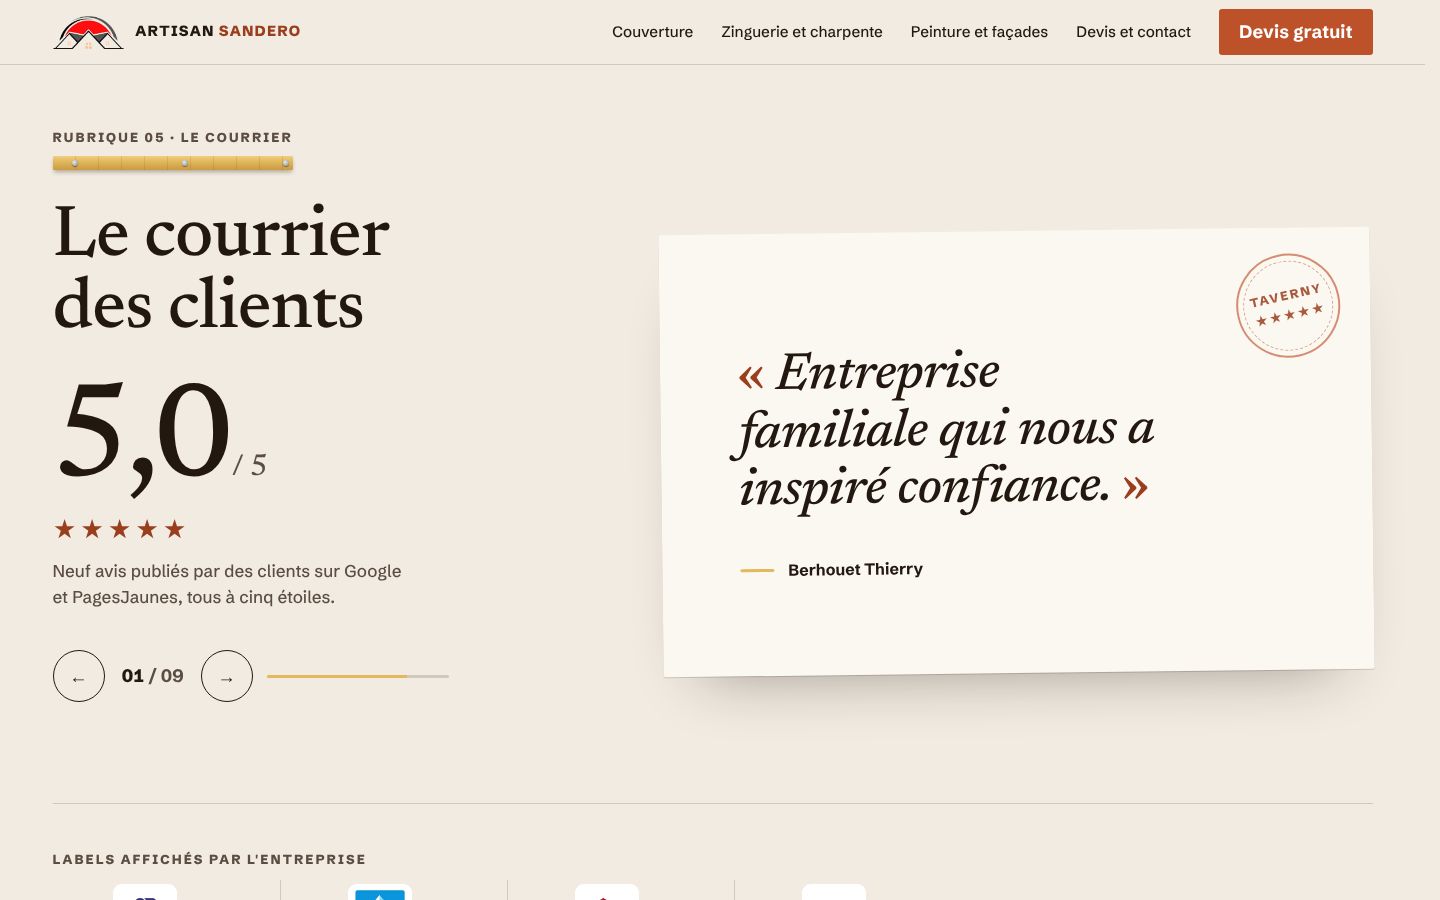 ARTISAN SANDERO
Couverture
Zinguerie et charpente
Peinture et façades
Devis et contact
Devis gratuit
RUBRIQUE 05 · LE COURRIER
Le courrier
des clients
5,0 / 5
★★★★★
Neuf avis publiés par des clients sur Google
et PagesJaunes, tous à cinq étoiles.
← 01 / 09 →
TAVERNY
★★★★★
« Entreprise
familiale qui nous a
inspiré confiance. »
Berhouet Thierry
LABELS AFFICHÉS PAR L'ENTREPRISE